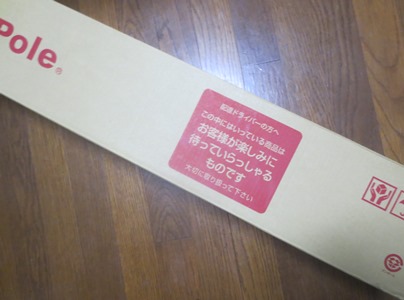 Pole®
配達ドライバーの方へ
この中にはいっている商品は
お客様が楽しみに
待っていらっしゃる
ものです
大切に取り扱って下さい